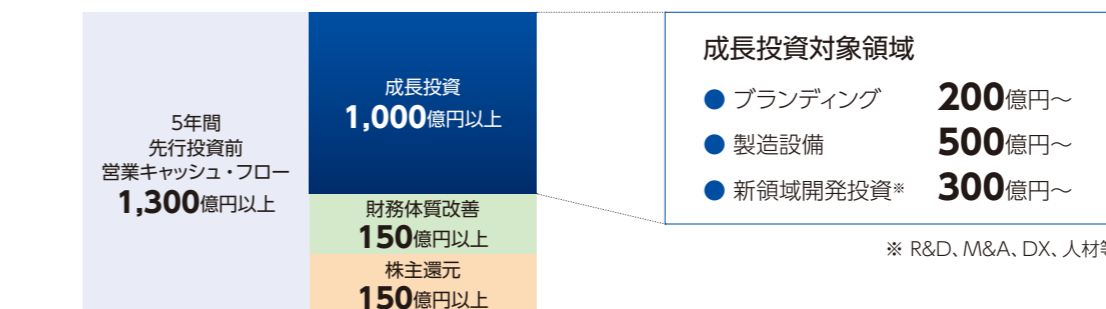 5年間
先行投資前
営業キャッシュ・フロー
1,300億円以上
成長投資
1,000億円以上
財務体質改善
150億円以上
株主還元
150億円以上
成長投資対象領域
● ブランディング 200億円～
● 製造設備 500億円～
● 新領域開発投資※ 300億円～
※ R&D、M&A、DX、人材